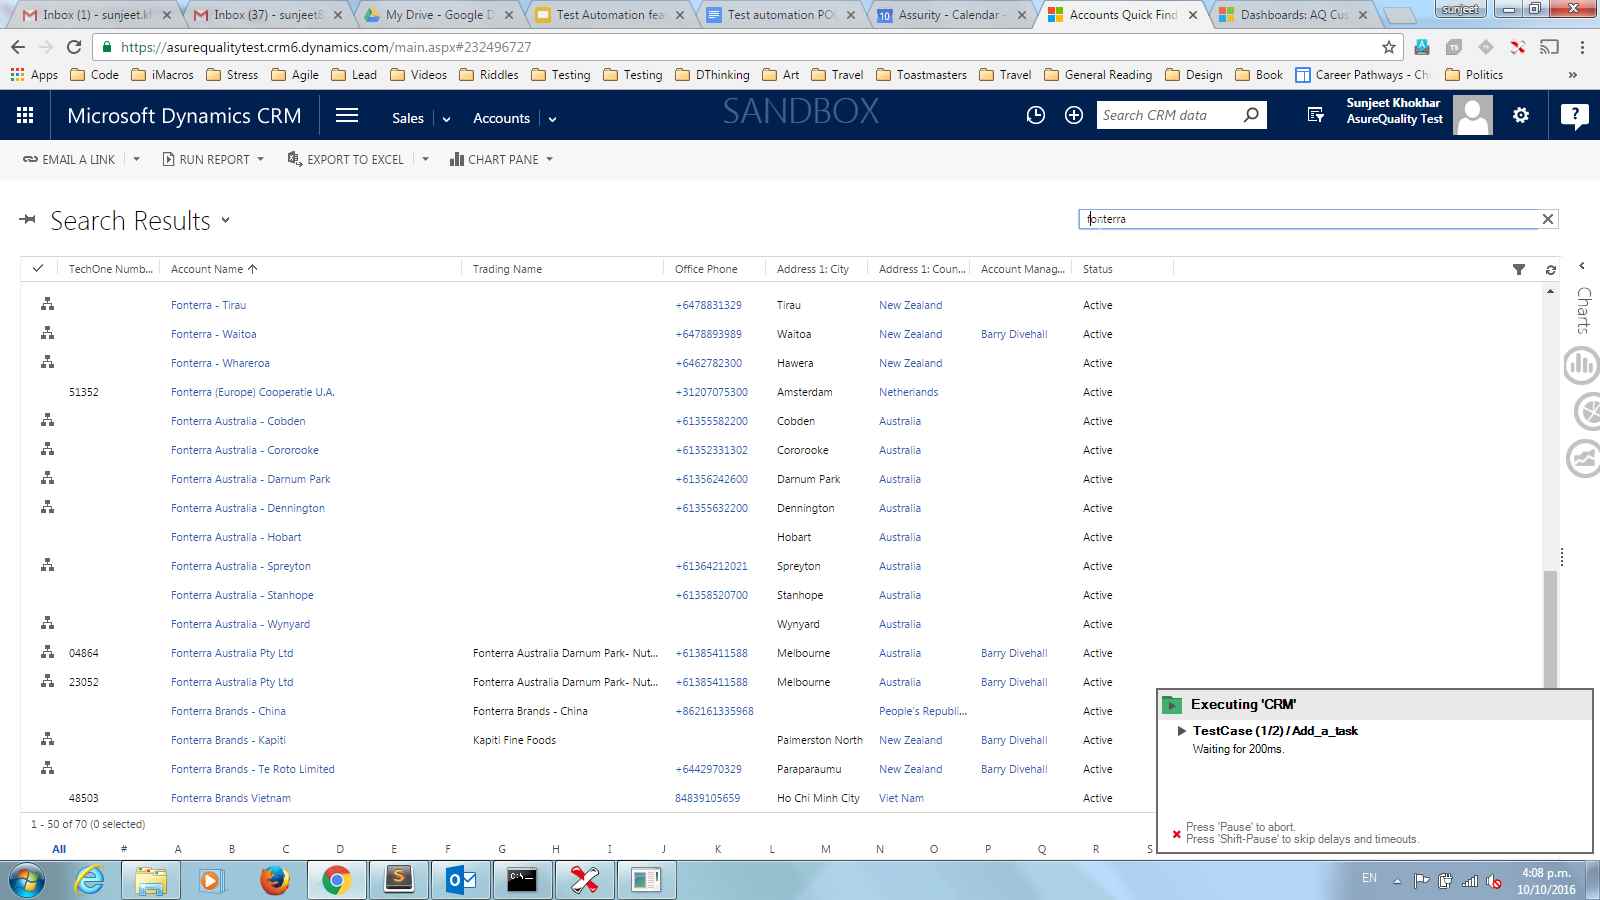 Inbox (1) - sunjeet.kh
Inbox (37) - sunjeet8
My Drive - Google D
Test Automation fea
Test automation PO
Assurity - Calendar -
Accounts Quick Find
Dashboards: AQ Cus
sunjeet
https://asurequalitytest.crm6.dynamics.com/main.aspx#232496727
Apps Code iMacros Stress Agile Lead Videos Riddles Testing Testing DThinking Art Travel Toastmasters Travel General Reading Design Book Career Pathways - Ch Politics »
Microsoft Dynamics CRM Sales Accounts SANDBOX Search CRM data
Sunjeet Khokhar
AsureQuality Test
EMAIL A LINK RUN REPORT EXPORT TO EXCEL CHART PANE
Search Results fonterra
TechOne Numb... Account Name Trading Name Office Phone Address 1: City Address 1: Coun... Account Manag... Status
Charts
Fonterra - Tirau +6478831329 Tirau New Zealand Active
Fonterra - Waitoa +6478893989 Waitoa New Zealand Barry Divehall Active
Fonterra - Whareroa +6462782300 Hawera New Zealand Active
51352 Fonterra (Europe) Cooperatie U.A. +31207075300 Amsterdam Netherlands Active
Fonterra Australia - Cobden +61355582200 Cobden Australia Active
Fonterra Australia - Cororooke +61352331302 Cororooke Australia Active
Fonterra Australia - Darnum Park +61356242600 Darnum Park Australia Active
Fonterra Australia - Dennington +61355632200 Dennington Australia Active
Fonterra Australia - Hobart Hobart Australia Active
Fonterra Australia - Spreyton +61364212021 Spreyton Australia Active
Fonterra Australia - Stanhope +61358520700 Stanhope Australia Active
Fonterra Australia - Wynyard Wynyard Australia Active
04864 Fonterra Australia Pty Ltd Fonterra Australia Darnum Park- Nut... +61385411588 Melbourne Australia Barry Divehall Active
23052 Fonterra Australia Pty Ltd Fonterra Australia Darnum Park- Nut... +61385411588 Melbourne Australia Barry Divehall Active
Fonterra Brands - China Fonterra Brands - China +862161335968 People's Republi... Active
Fonterra Brands - Kapiti Kapiti Fine Foods Palmerston North New Zealand Barry Divehall Active
Fonterra Brands - Te Roto Limited +6442970329 Paraparaumu New Zealand Barry Divehall Active
48503 Fonterra Brands Vietnam 84839105659 Ho Chi Minh City Viet Nam Active
1 - 50 of 70 (0 selected)
All # A B C D E F G H I J K L M N O P Q R S
Executing 'CRM'
TestCase (1/2) / Add_a_task
Waiting for 200ms.
Press 'Pause' to abort.
Press 'Shift-Pause' to skip delays and timeouts.
EN
4:08 p.m.
10/10/2016